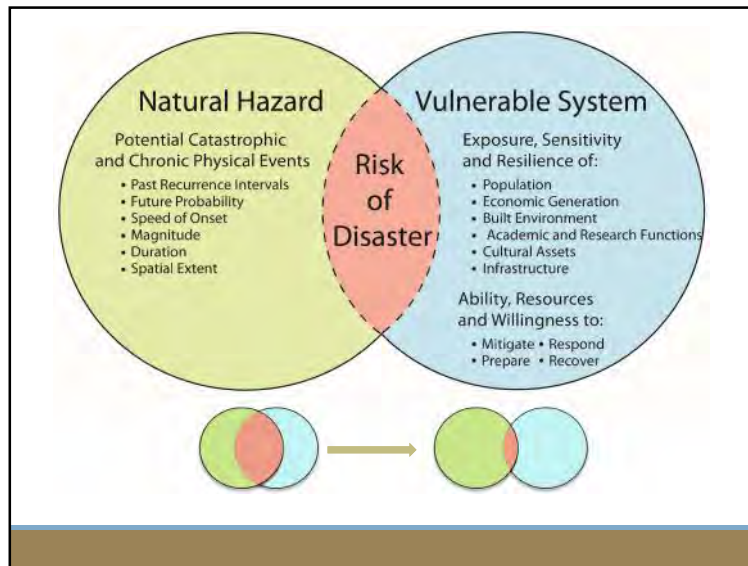 Natural Hazard
Potential Catastrophic
and Chronic Physical Events
• Past Recurrence Intervals
• Future Probability
• Speed of Onset
• Magnitude
• Duration
• Spatial Extent
Risk
of
Disaster
Vulnerable System
Exposure, Sensitivity
and Resilience of:
• Population
• Economic Generation
• Built Environment
• Academic and Research Functions
• Cultural Assets
• Infrastructure
Ability, Resources
and Willingness to:
• Mitigate • Respond
• Prepare • Recover